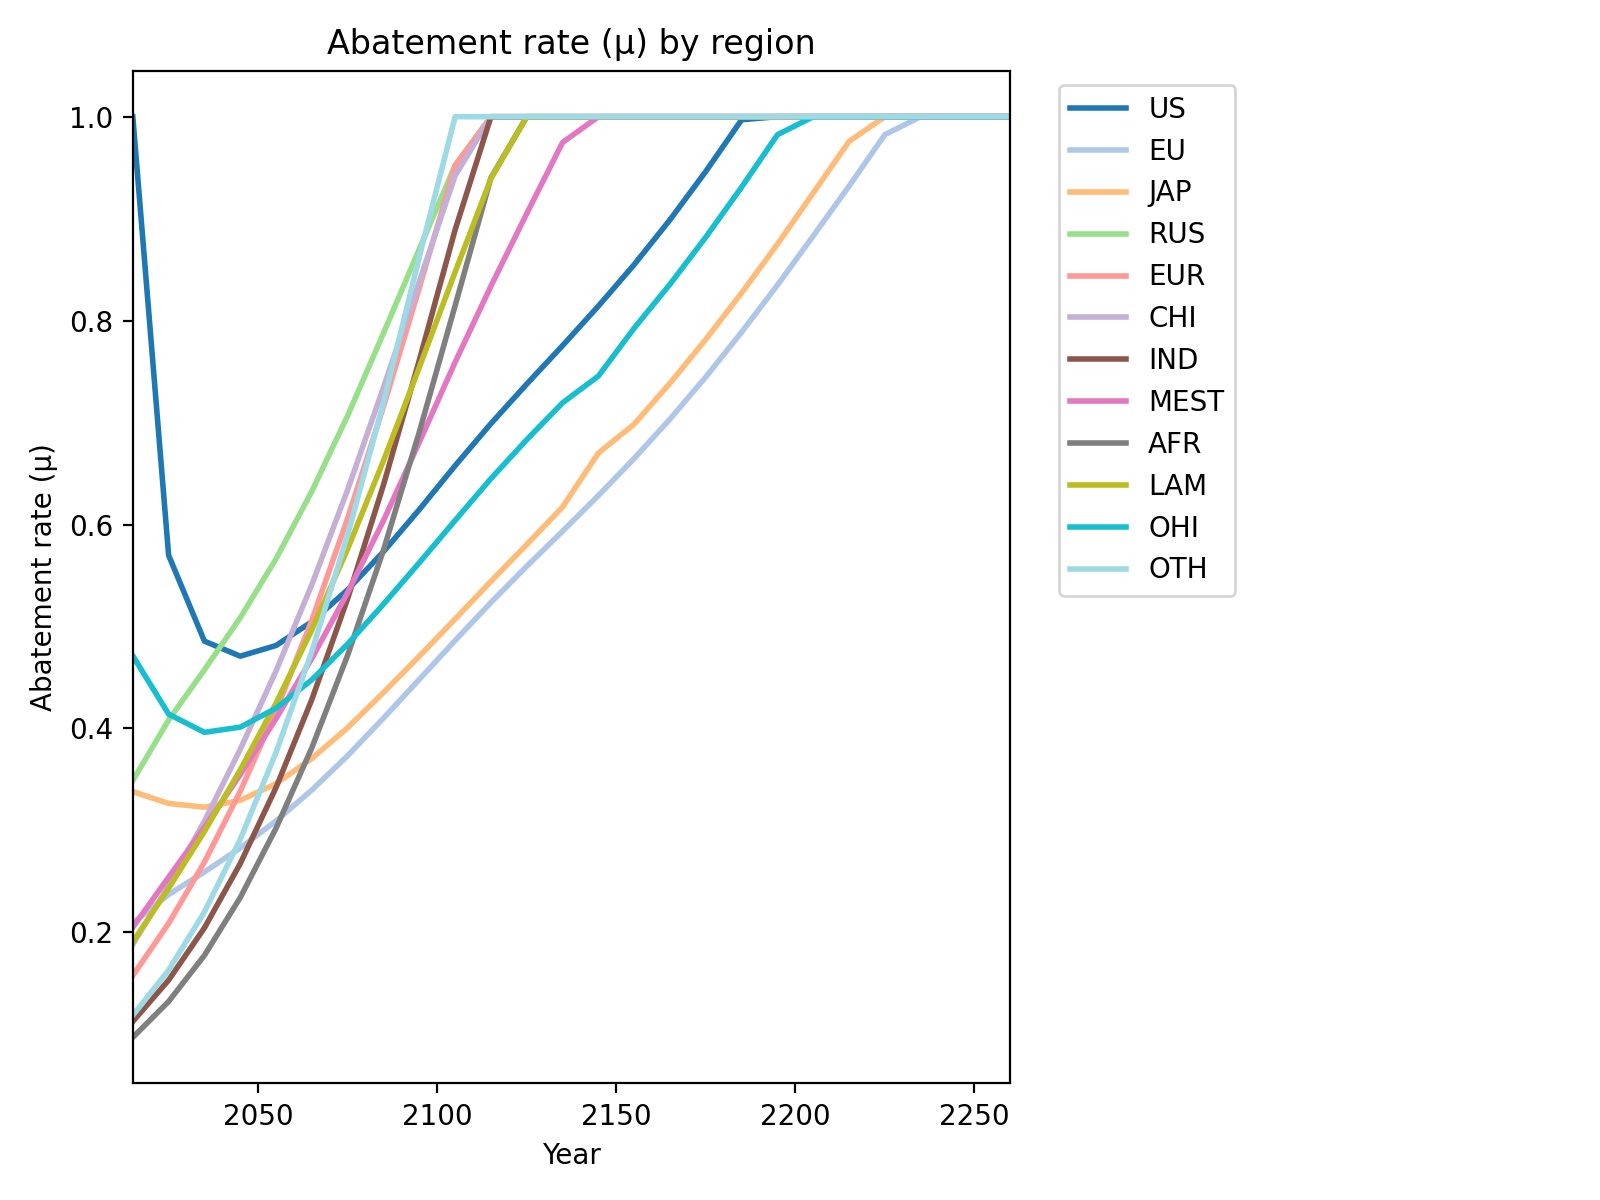 Abatement rate (μ) by region
Abatement rate (μ)
1.0
0.8
0.6
0.4
0.2
2050
2100
2150
2200
2250
Year
US
EU
JAP
RUS
EUR
CHI
IND
MEST
AFR
LAM
OHI
OTH